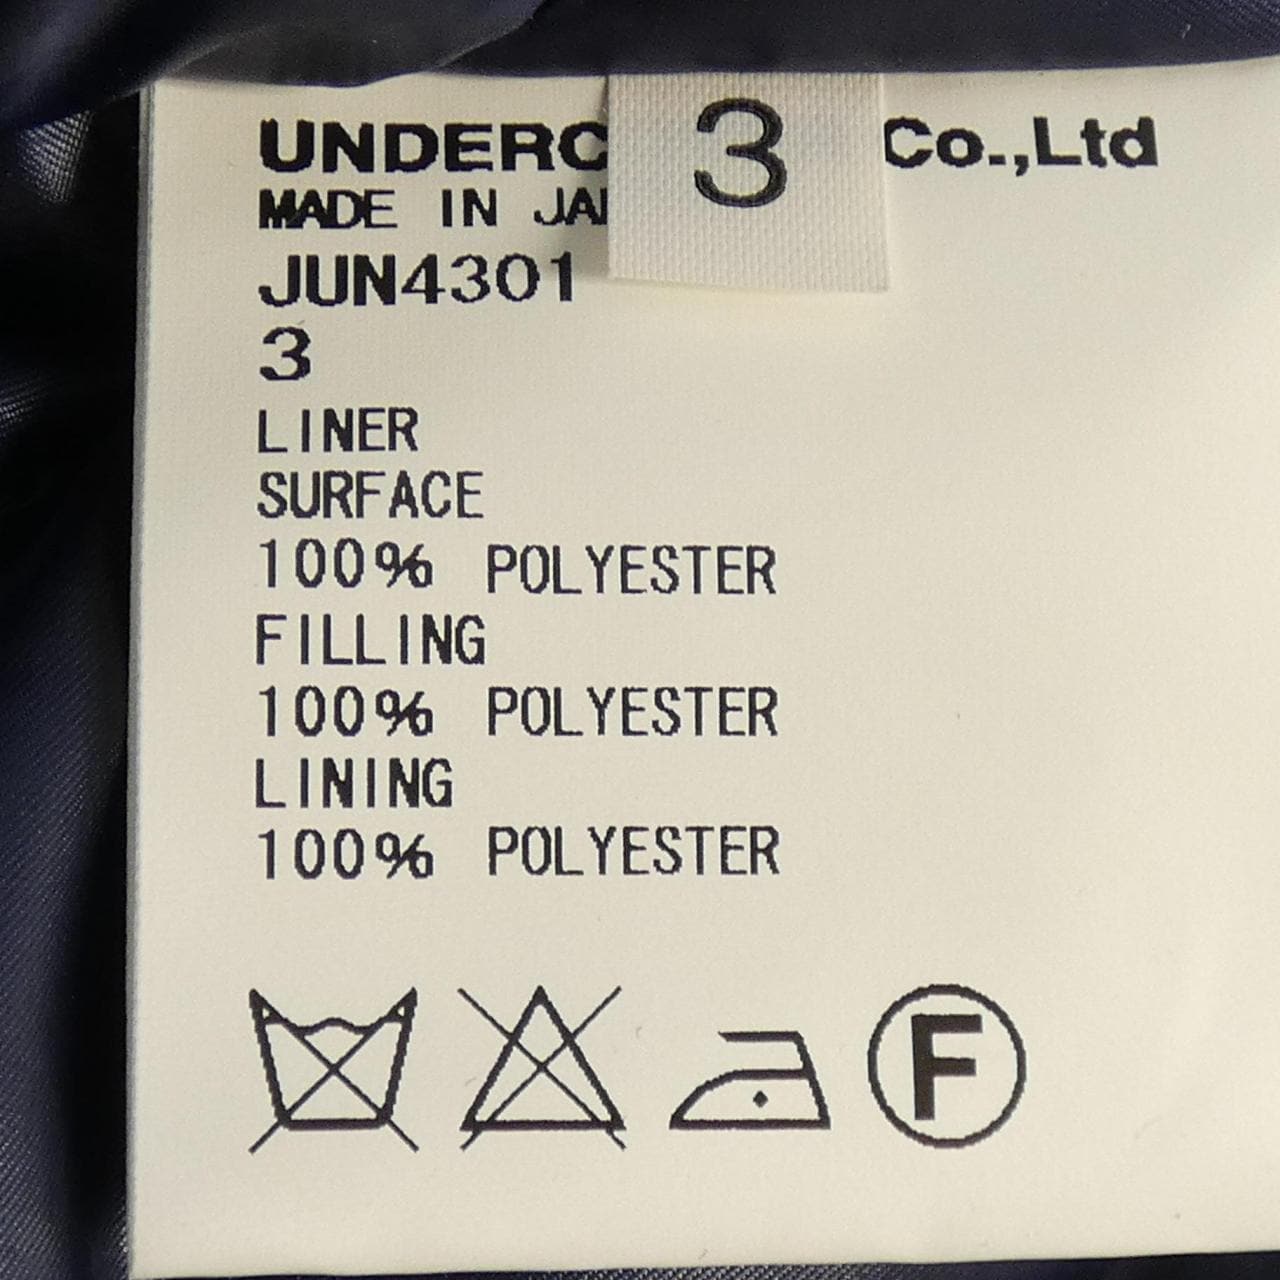 UNDERC 3 Co.,Ltd
MADE IN JA
JUN4301
3
LINER
SURFACE
100% POLYESTER
FILLING
100% POLYESTER
LINING
100% POLYESTER
F